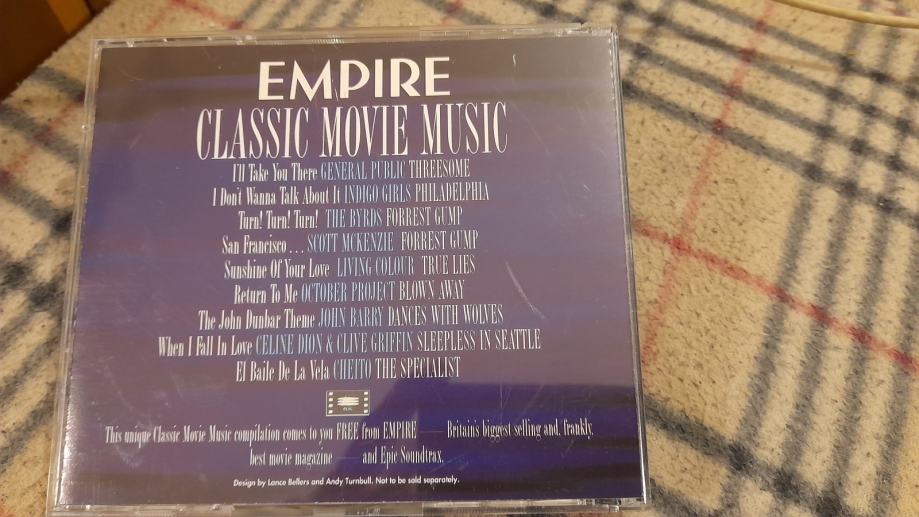 EMPIRE
CLASSIC MOVIE MUSIC
I'll Take You There GENERAL PUBLIC THREESOME
I Don't Wanna Talk About It INDIGO GIRLS PHILADELPHIA
Turn! Turn! Turn! THE BYRDS FORREST GUMP
San Francisco... SCOTT MCKENZIE FORREST GUMP
Sunshine Of Your Love LIVING COLOUR TRUE LIES
Return To Me OCTOBER PROJECT BLOWN AWAY
The John Dunbar Theme JOHN BARRY DANCES WITH WOLVES
When I Fall In Love CELINE DION & CLIVE GRIFFIN SLEEPLESS IN SEATTLE
El Baile De La Vela CHEITO THE SPECIALIST
This unique Classic Movie Music compilation comes to you FREE from EMPIRE — Britain's biggest selling and, frankly,
best movie magazine — and Epic Soundtrax.
Design by Lance Bellers and Andy Turnbull. Not to be sold separately.